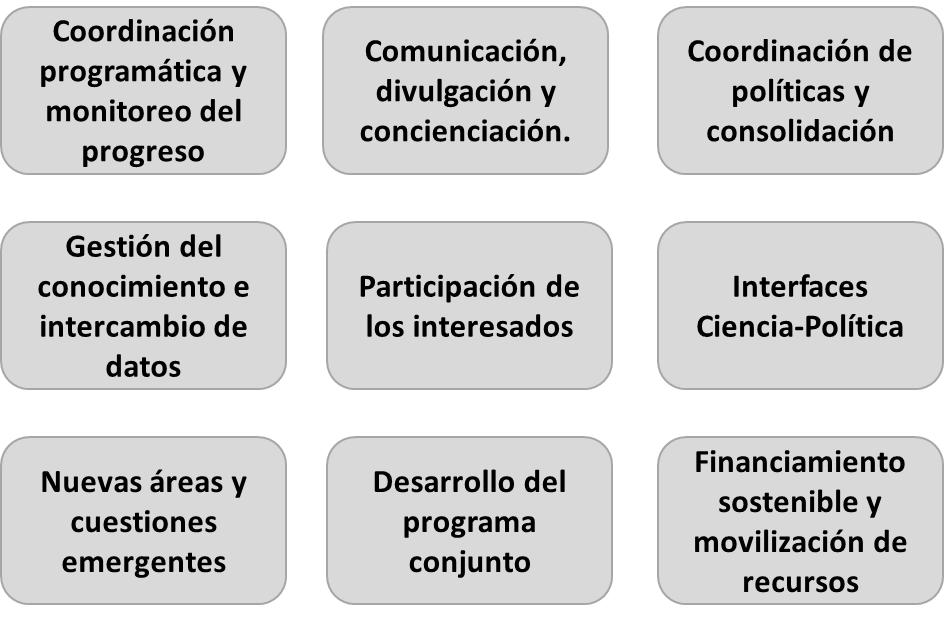 Coordinación
programática y
monitoreo del
progreso
Comunicación,
divulgación y
concienciación.
Coordinación de
políticas y
consolidación
Gestión del
conocimiento e
intercambio de
datos
Participación de
los interesados
Interfaces
Ciencia-Política
Nuevas áreas y
cuestiones
emergentes
Desarrollo del
programa
conjunto
Financiamiento
sostenible y
movilización de
recursos